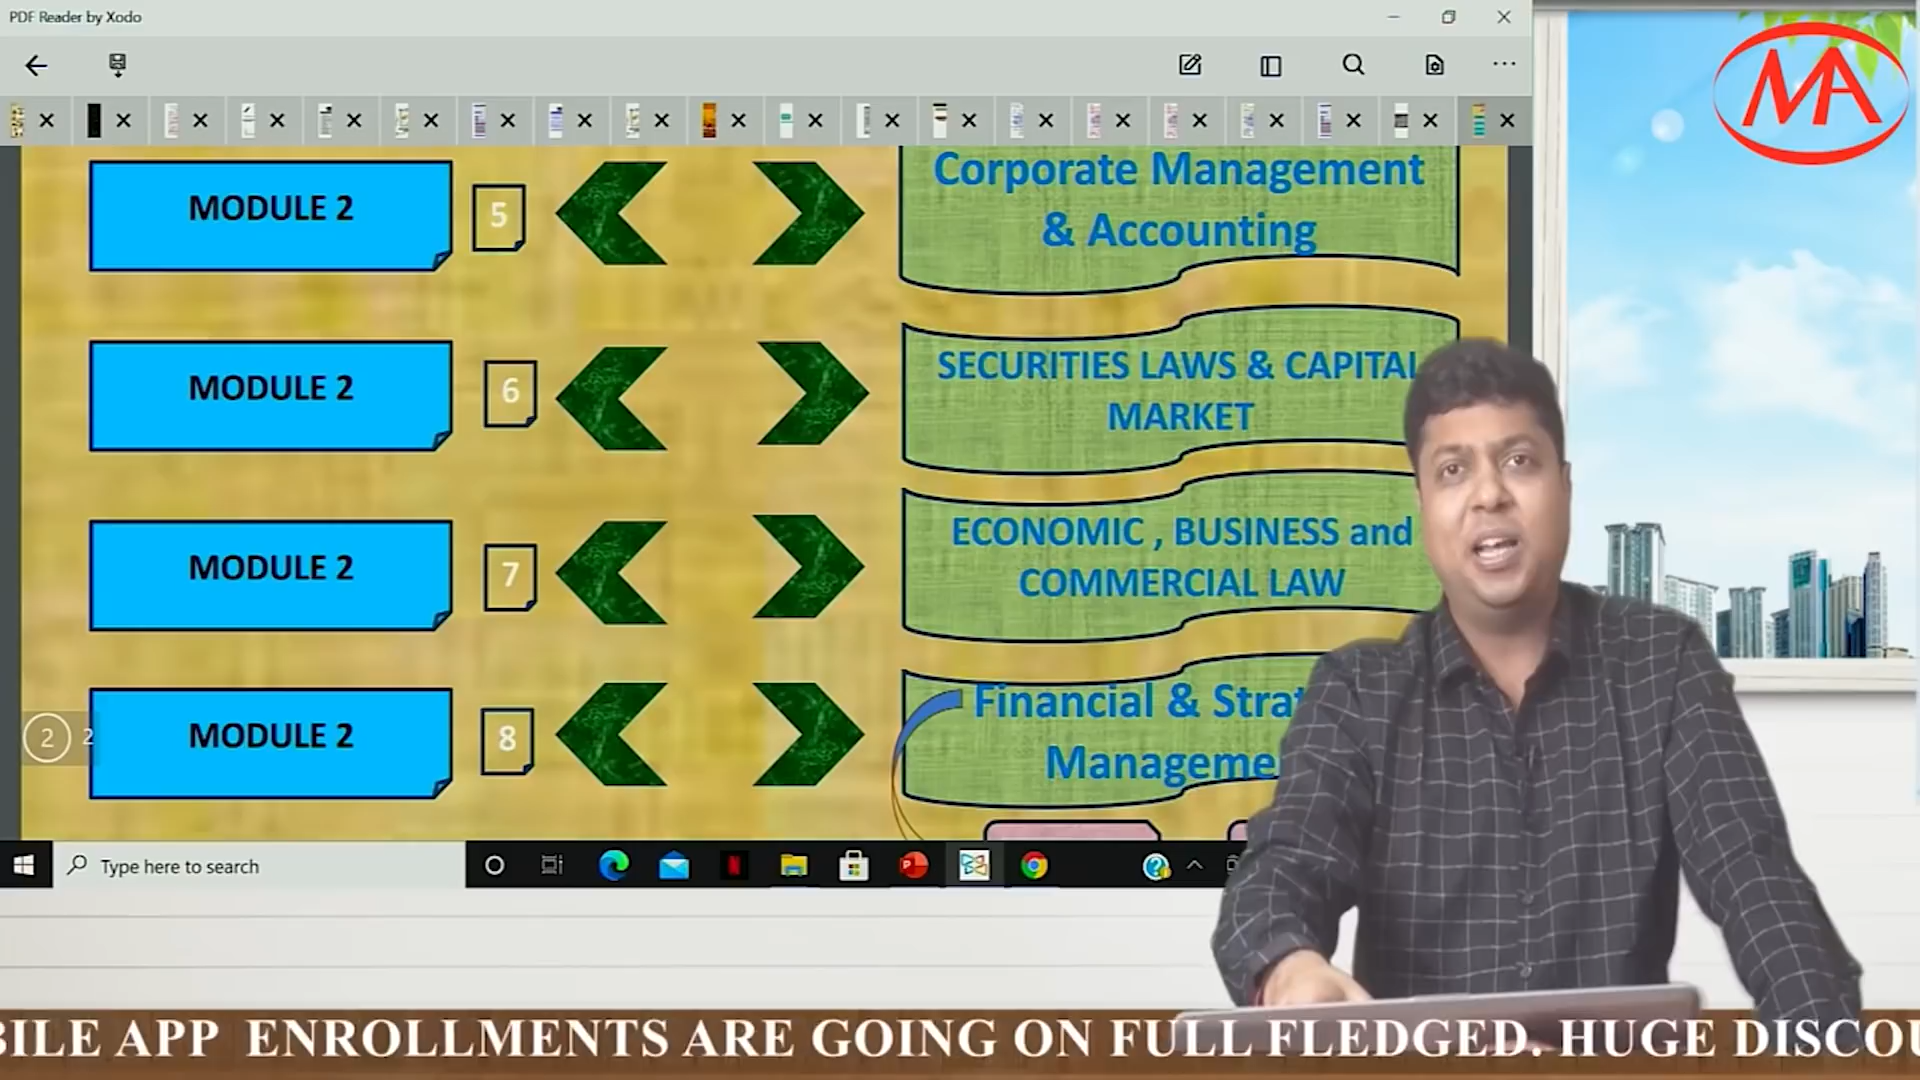 PDF Reader by Xodo
MA
MODULE 2
5
Corporate Management
& Accounting
MODULE 2
6
SECURITIES LAWS & CAPITAL
MARKET
MODULE 2
7
ECONOMIC , BUSINESS and
COMMERCIAL LAW
2
2
MODULE 2
8
Financial & Strat
Manageme
Type here to search
BILE APP ENROLLMENTS ARE GOING ON FULL FLEDGED. HUGE DISCOU